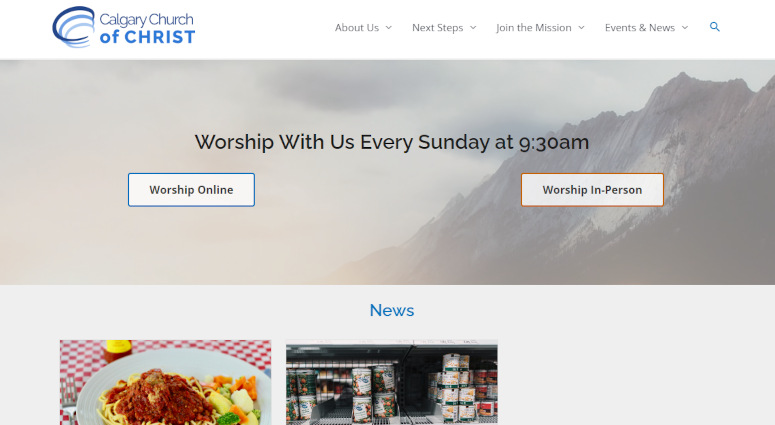 Calgary Church
of CHRIST
About Us
Next Steps
Join the Mission
Events & News
Worship With Us Every Sunday at 9:30am
Worship Online
Worship In-Person
News